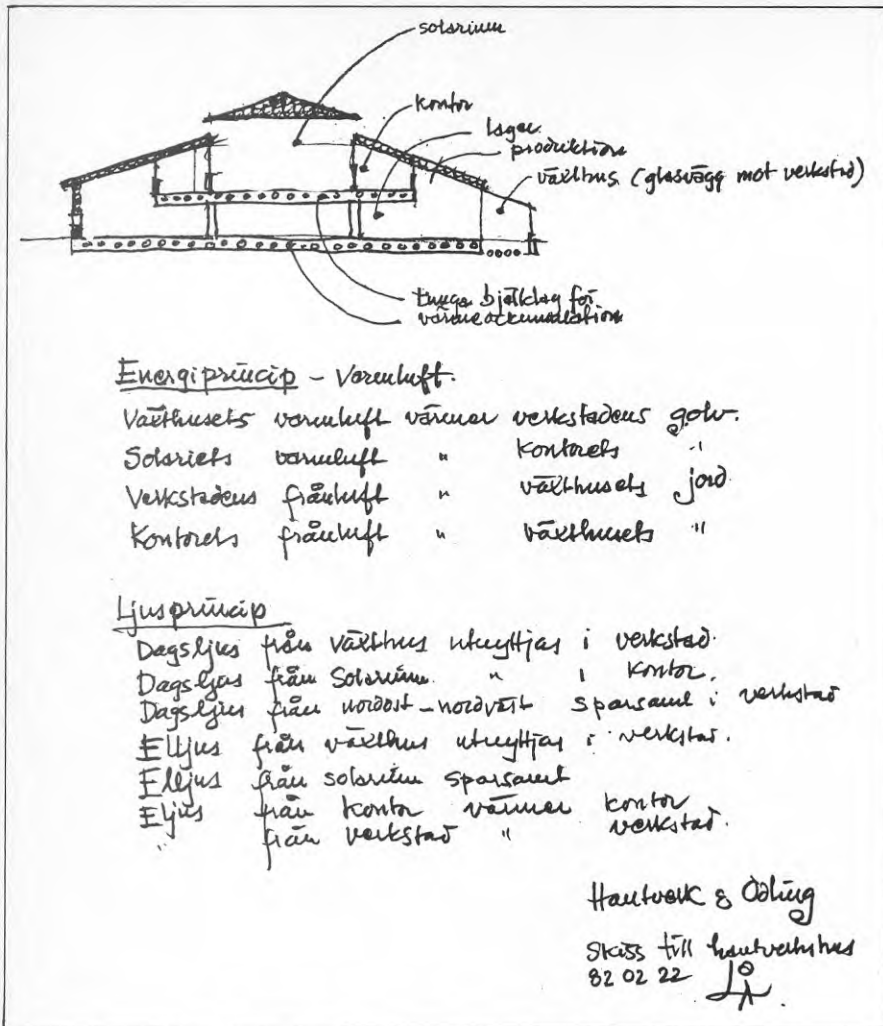 solarium
kontor
lager
produktion
växthus (glasvägg mot verkstad)
tunga bjälklag för
värmeackumulation
Energiprincip - Varmluft.
Växthusets varmluft värmer verkstadens golv.
Solariets varmluft " kontorets "
Verkstadens frånluft " växthusets jord
Kontorets frånluft " växthusets "
Ljusprincip
Dagsljus från växthus utnyttjas i verkstad.
Dagsljus från Solarium " i kontor.
Dagsljus från nordost-nordväst sparsamt i verkstad
Elljus från växthus utnyttjas i verkstad.
Elljus från solarium sparsamt
Eljus från kontor värmer kontor
" från verkstad " verkstad.
Hantverk & Odling
Skiss till hantverkshus
82 02 22